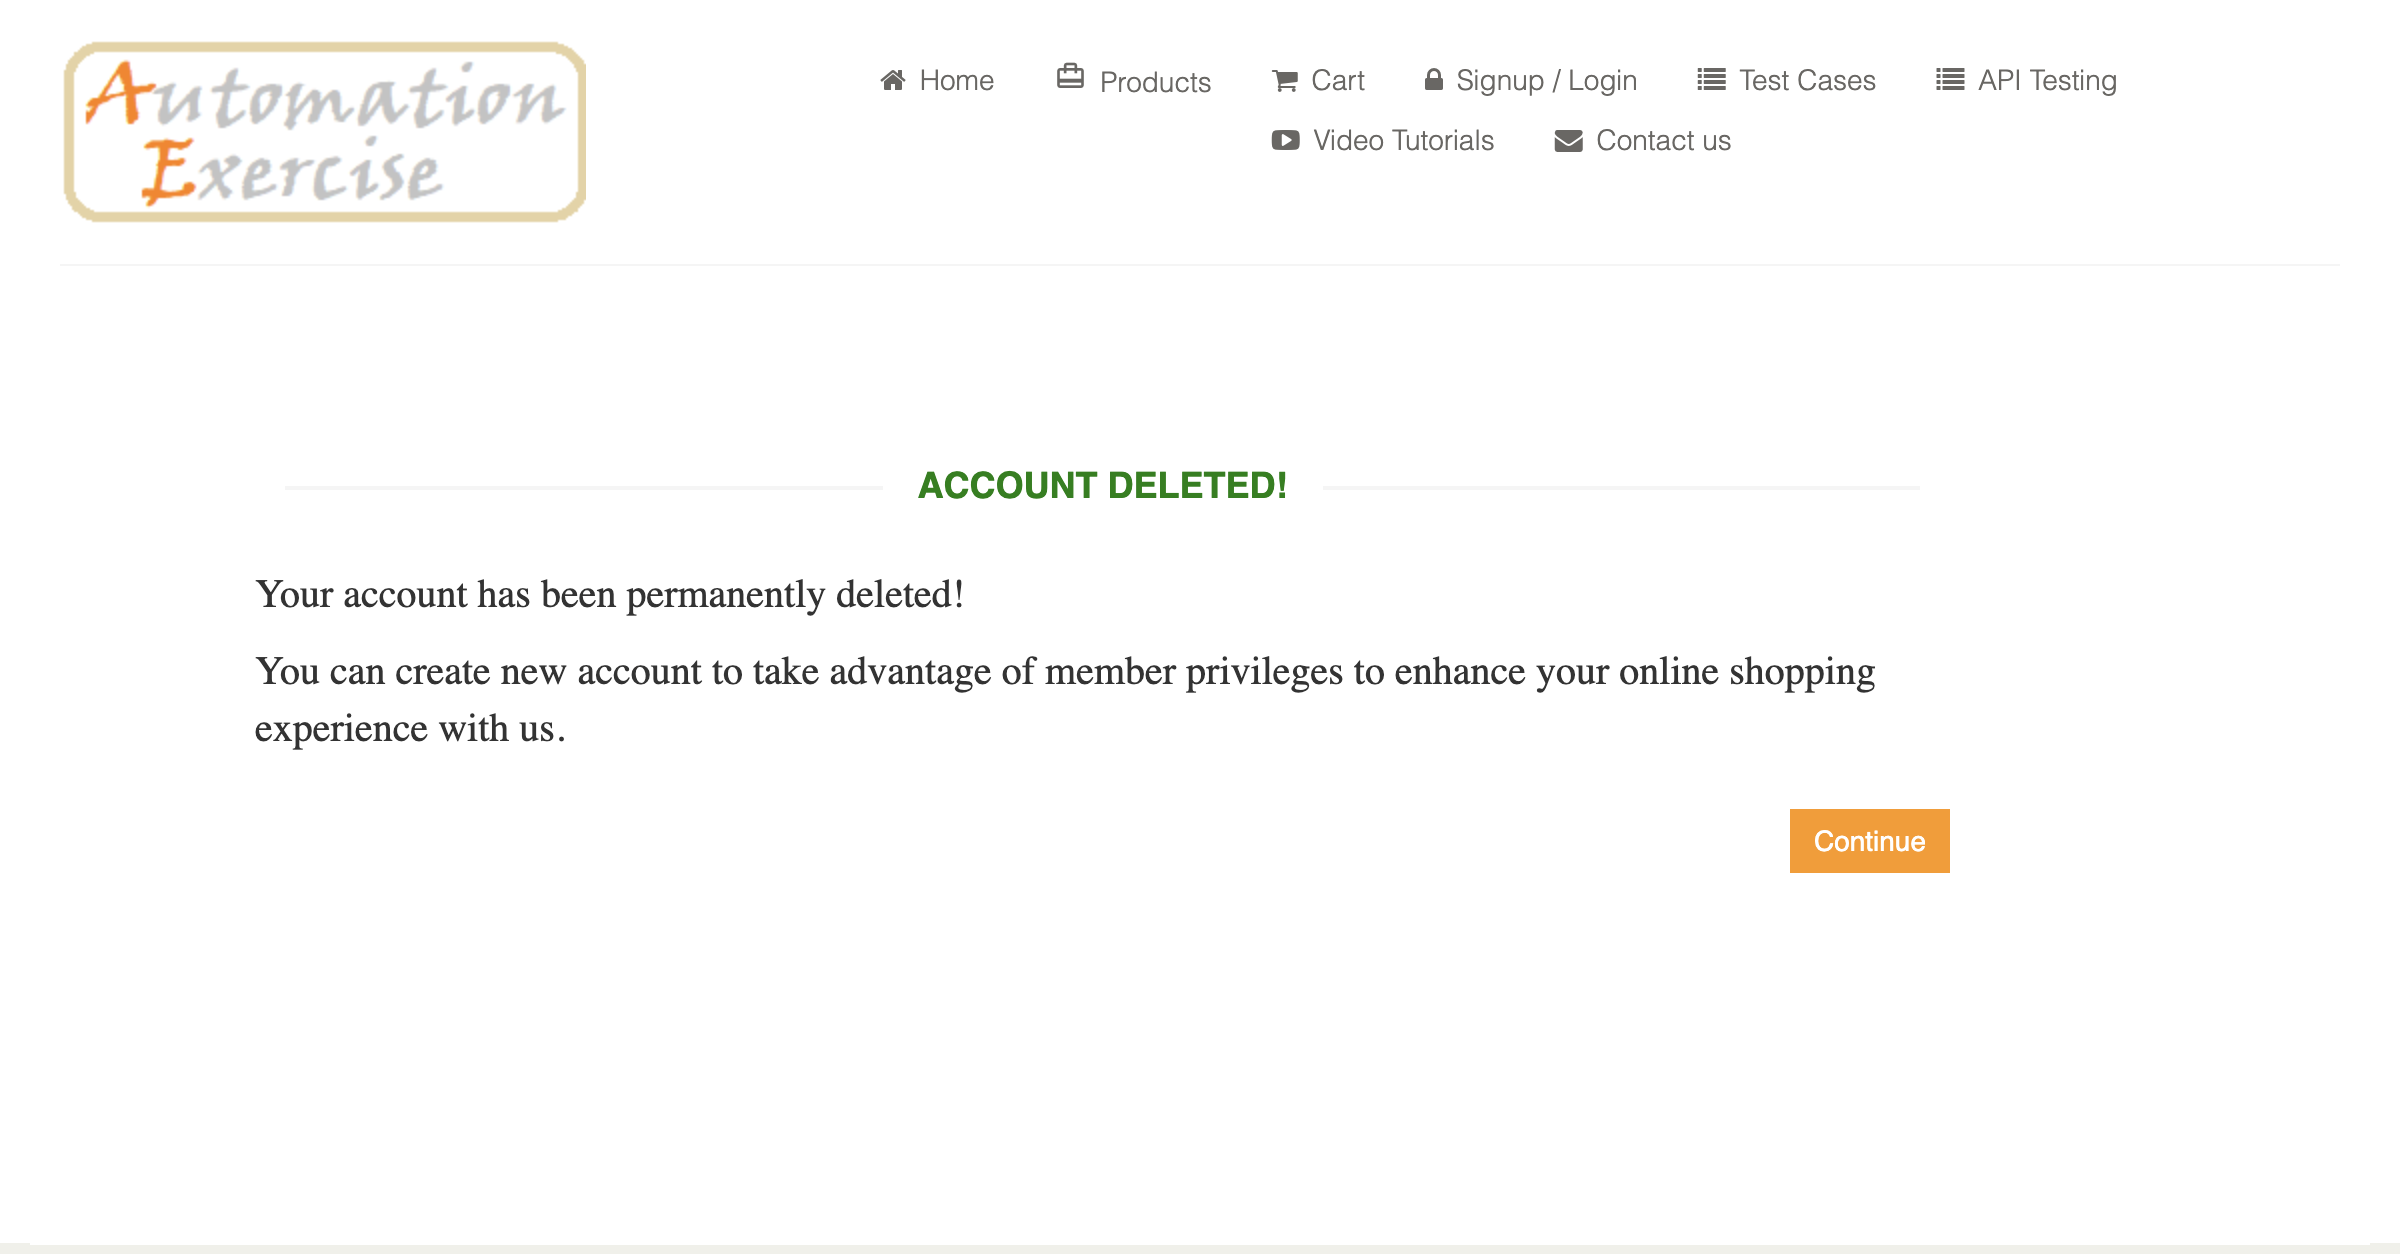 Automation
Exercise
Home
Products
Cart
Signup / Login
Test Cases
API Testing
Video Tutorials
Contact us
ACCOUNT DELETED!
Your account has been permanently deleted!
You can create new account to take advantage of member privileges to enhance your online shopping
experience with us.
Continue